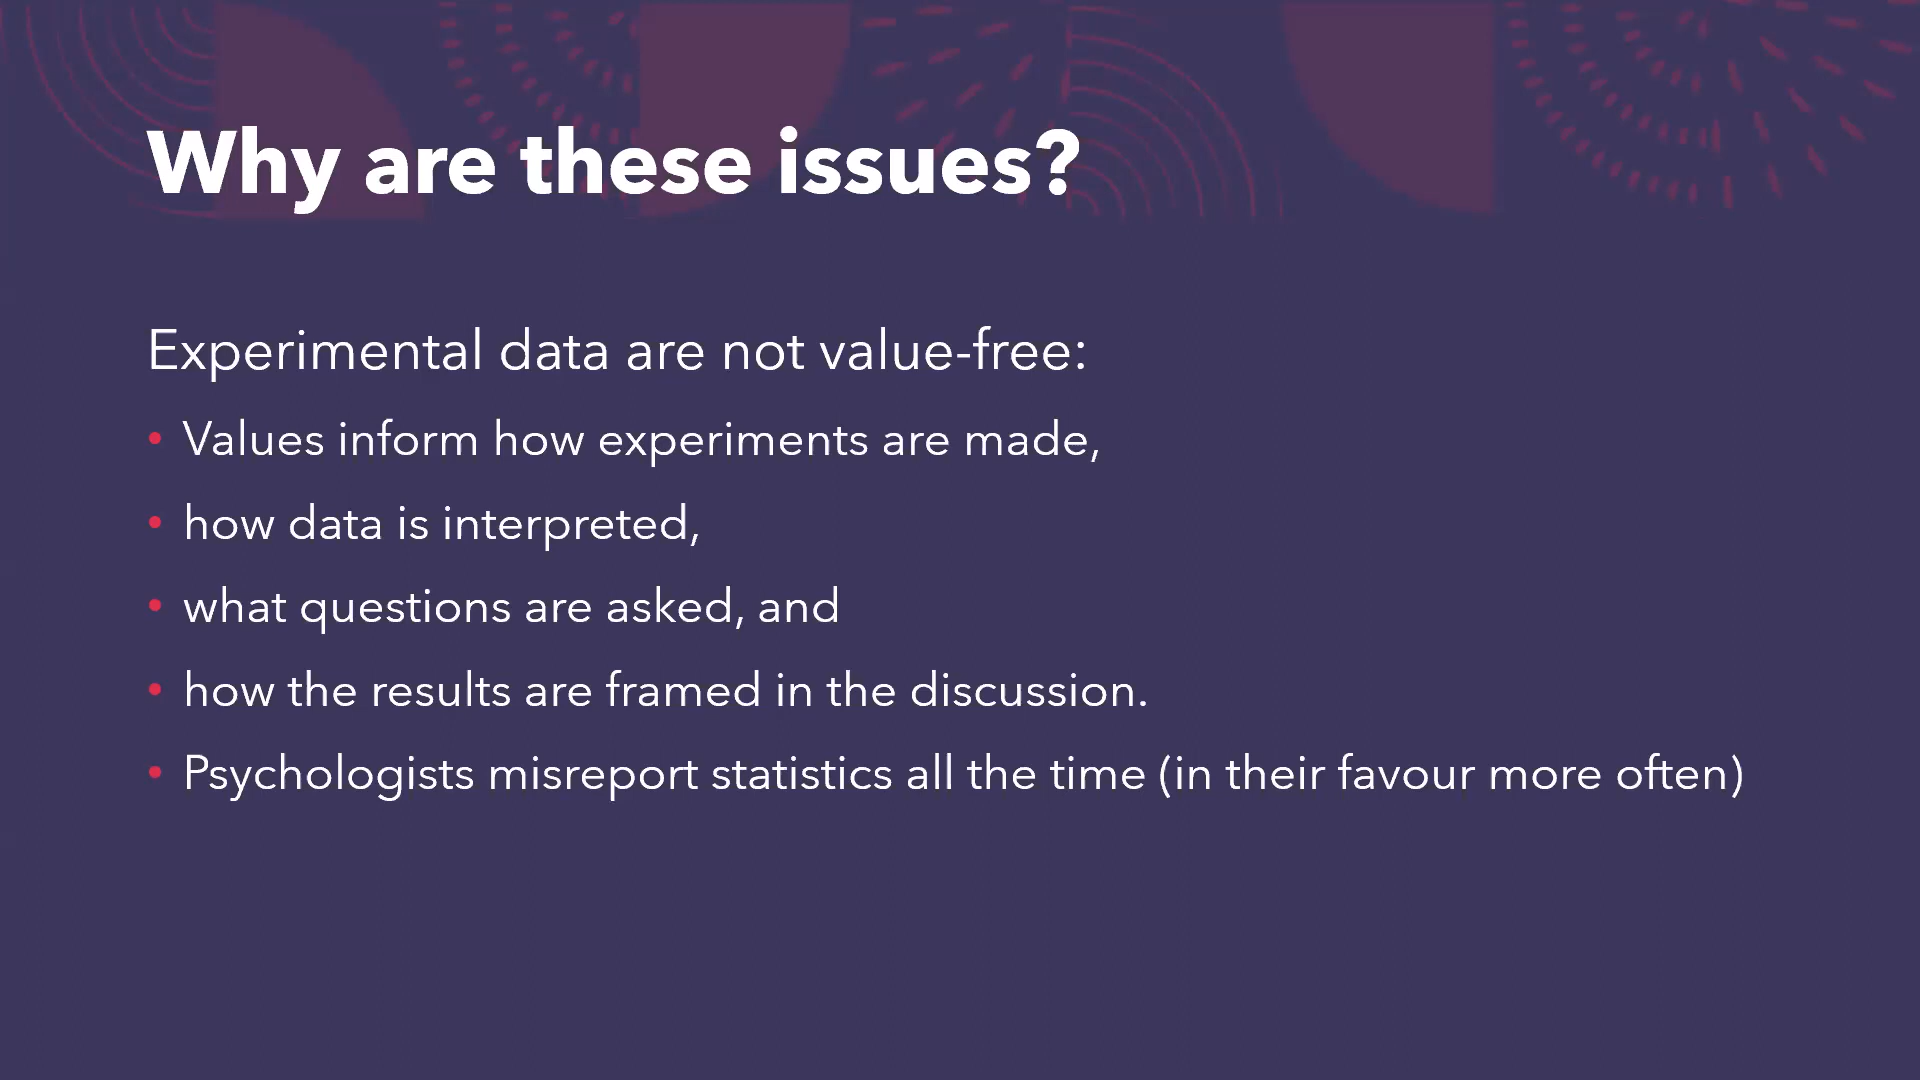 Why are these issues?
Experimental data are not value-free:
• Values inform how experiments are made,
• how data is interpreted,
• what questions are asked, and
• how the results are framed in the discussion.
• Psychologists misreport statistics all the time (in their favour more often)